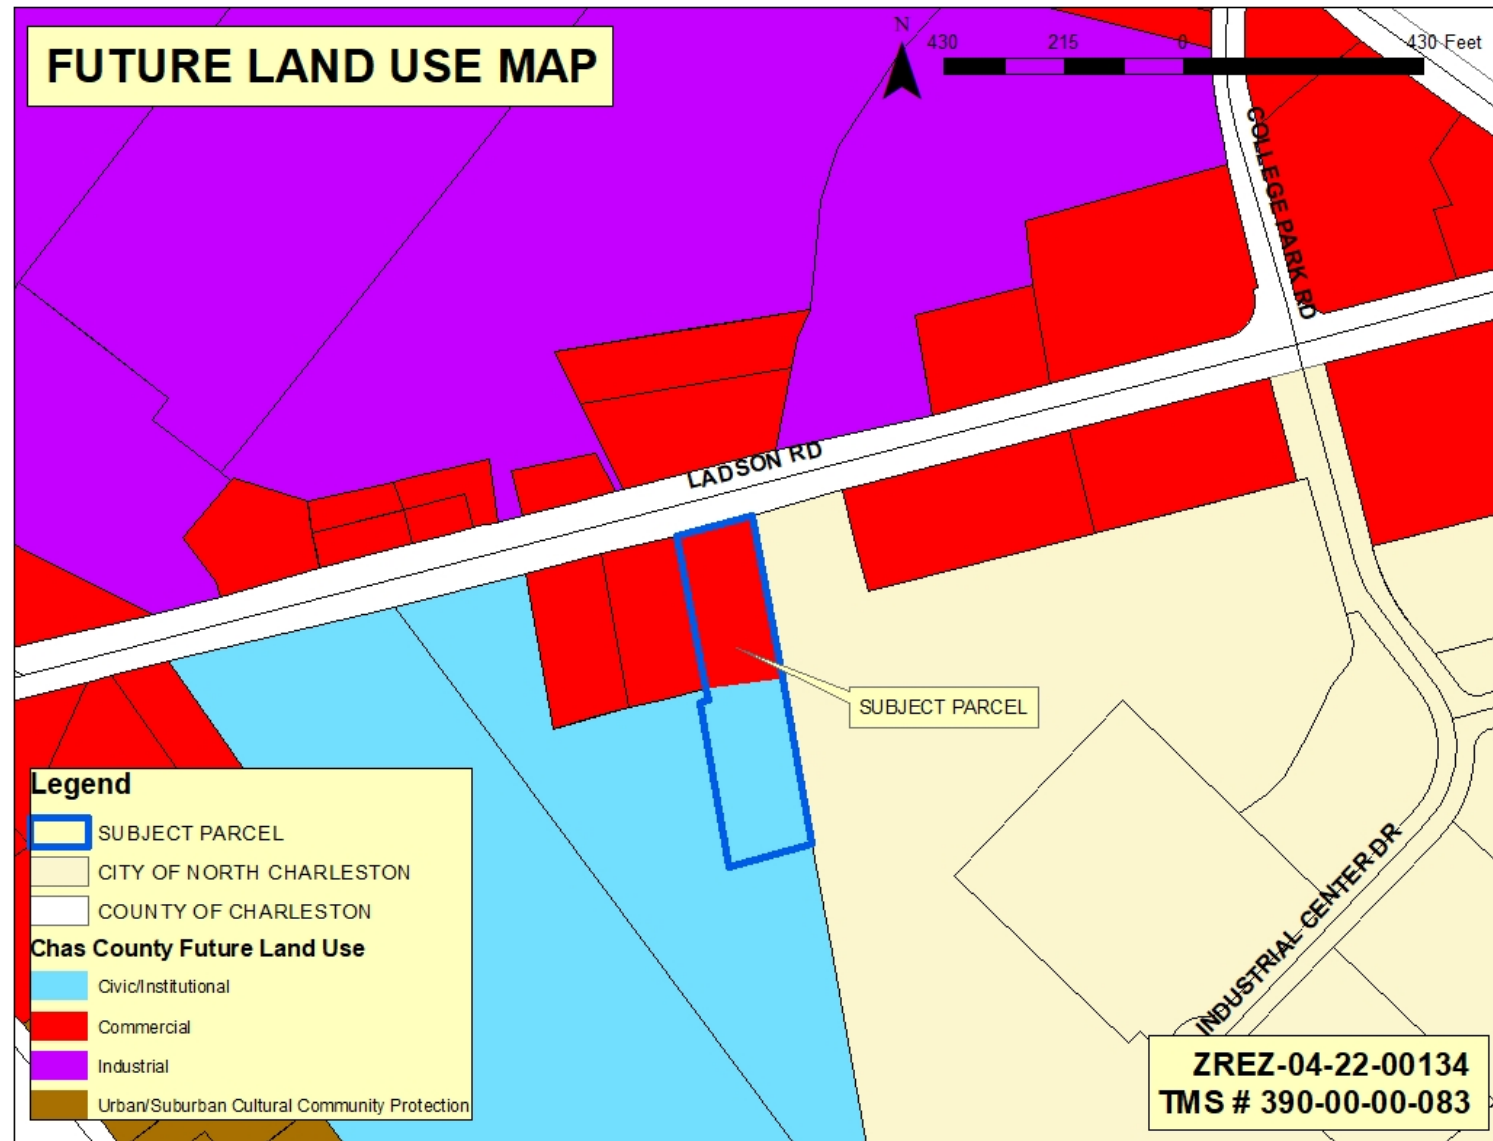 FUTURE LAND USE MAP
N
430 215 0 430 Feet
COLLEGE PARK RD
LADSON RD
SUBJECT PARCEL
INDUSTRIAL CENTER DR
Legend
SUBJECT PARCEL
CITY OF NORTH CHARLESTON
COUNTY OF CHARLESTON
Chas County Future Land Use
Civic/Institutional
Commercial
Industrial
Urban/Suburban Cultural Community Protection
ZREZ-04-22-00134
TMS # 390-00-00-083